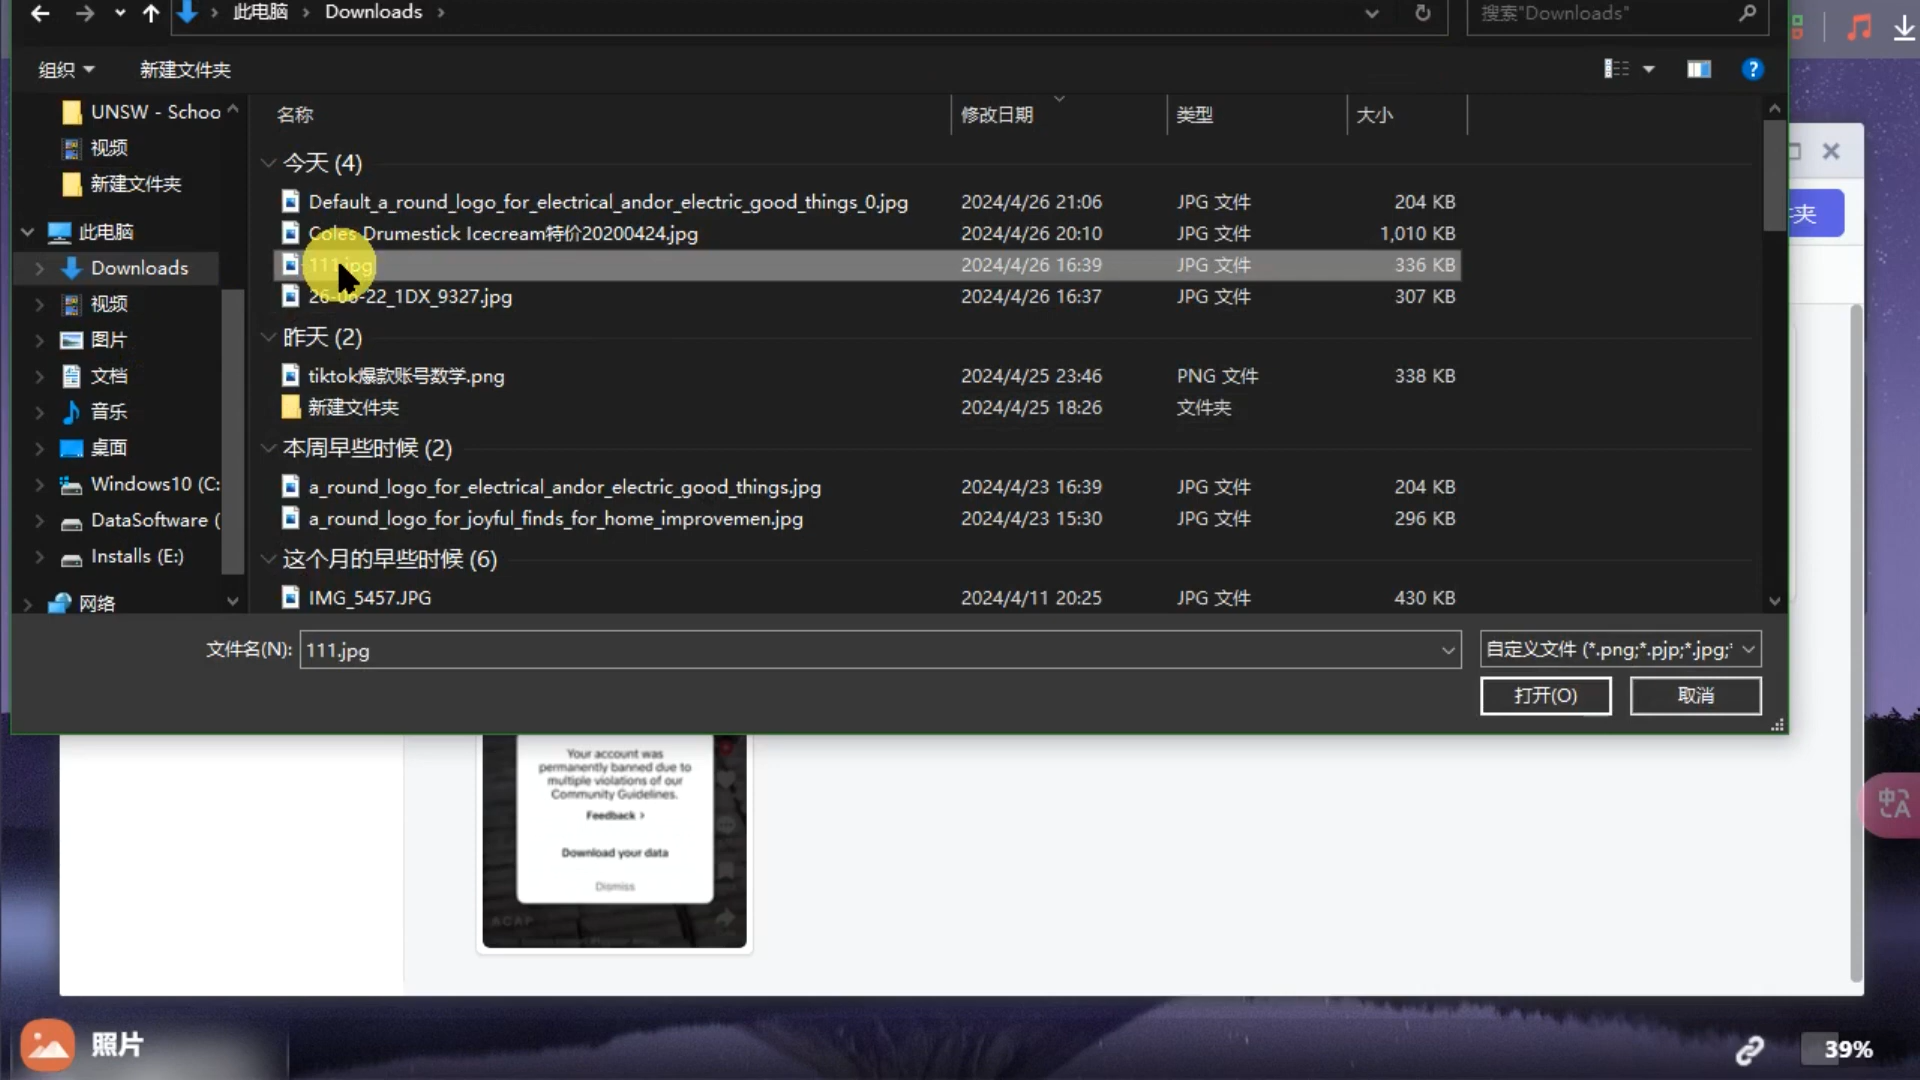 此电脑 › Downloads ›
搜索"Downloads"
组织
新建文件夹
UNSW - Schoo
视频
新建文件夹
此电脑
Downloads
视频
图片
文档
音乐
桌面
Windows10 (C:
DataSoftware (
Installs (E:)
网络
名称 修改日期 类型 大小
今天 (4)
Default_a_round_logo_for_electrical_andor_electric_good_things_0.jpg 2024/4/26 21:06 JPG 文件 204 KB
Coles Drumestick Icecream特价20200424.jpg 2024/4/26 20:10 JPG 文件 1,010 KB
111.jpg 2024/4/26 16:39 JPG 文件 336 KB
26-06-22_1DX_9327.jpg 2024/4/26 16:37 JPG 文件 307 KB
昨天 (2)
tiktok爆款账号数学.png 2024/4/25 23:46 PNG 文件 338 KB
新建文件夹 2024/4/25 18:26 文件夹
本周早些时候 (2)
a_round_logo_for_electrical_andor_electric_good_things.jpg 2024/4/23 16:39 JPG 文件 204 KB
a_round_logo_for_joyful_finds_for_home_improvemen.jpg 2024/4/23 15:30 JPG 文件 296 KB
这个月的早些时候 (6)
IMG_5457.JPG 2024/4/11 20:25 JPG 文件 430 KB
文件名(N): 111.jpg
自定义文件 (*.png;*.pjp;*.jpg;*
打开(O)
取消
夹
Your account was
permanently banned due to
multiple violations of our
Community Guidelines.
Feedback >
Download your data
Dismiss
ACAP
中A
照片
39%